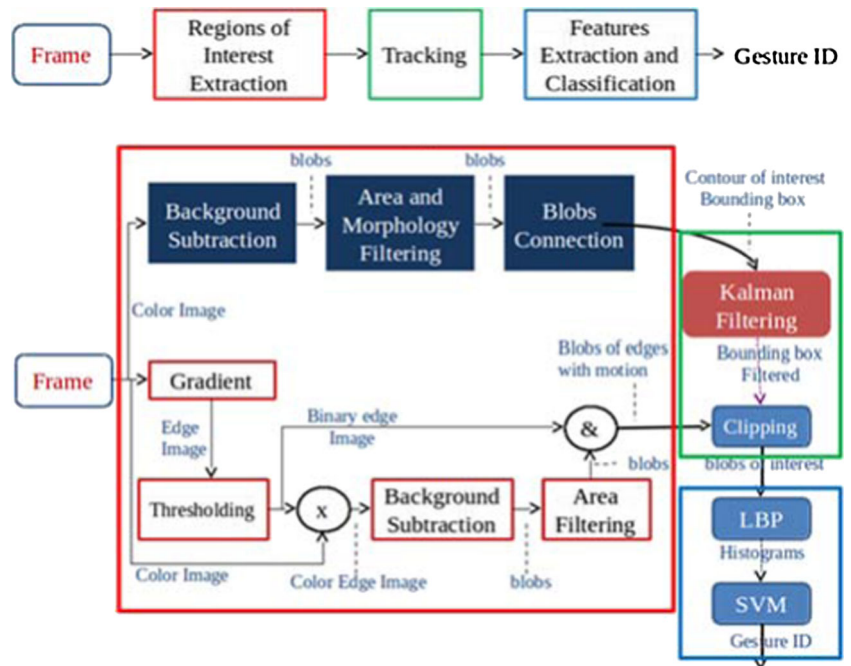 Frame
Regions of
Interest
Extraction
Tracking
Features
Extraction and
Classification
Gesture ID
blobs
blobs
Contour of interest
Bounding box
Background
Subtraction
Area and
Morphology
Filtering
Blobs
Connection
Color Image
Kalman
Filtering
Bounding box
Filtered
Frame
Gradient
Blobs of edges
with motion
Edge
Image
Binary edge
Image
&
Clipping
blobs of interest
blobs
Thresholding
x
Background
Subtraction
Area
Filtering
LBP
Histograms
Color Image
Color Edge Image
blobs
SVM
Gesture ID